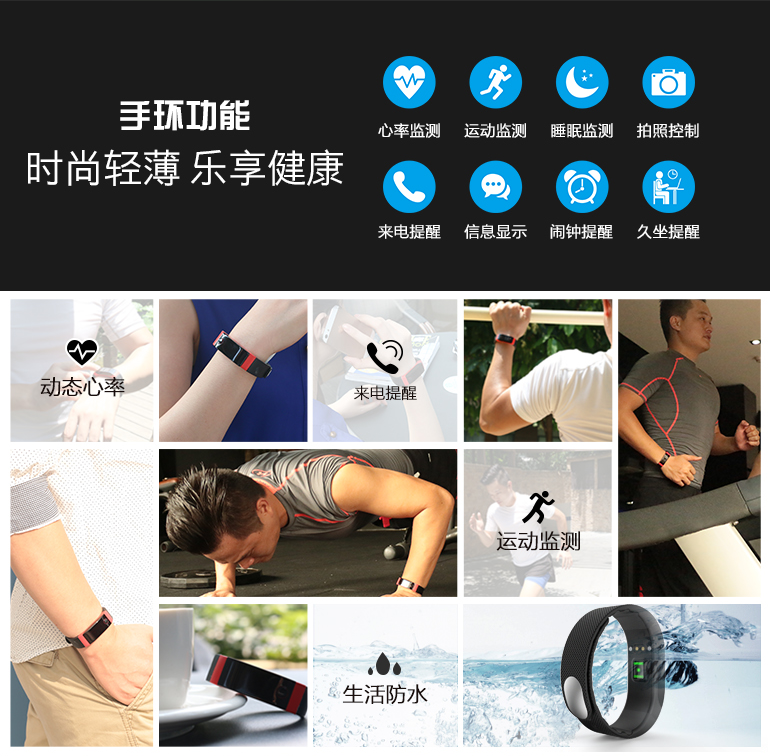 手环功能
时尚轻薄 乐享健康
心率监测 运动监测 睡眠监测 拍照控制
来电提醒 信息显示 闹钟提醒 久坐提醒
动态心率
来电提醒
运动监测
生活防水